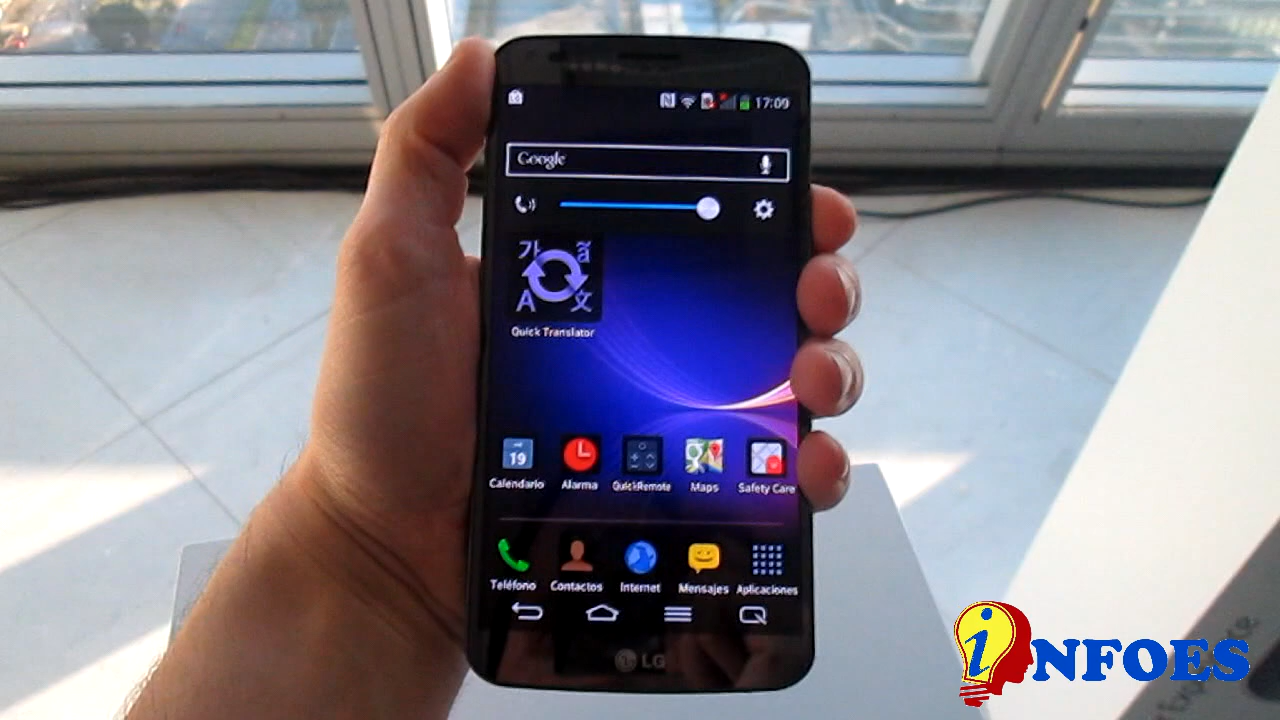 17:09
Google
가 สี
A 文
Quick Translator
19
Calendario Alarma QuickRemote Maps Safety Care
Teléfono Contactos Internet Mensajes Aplicaciones
LG
iNFOES